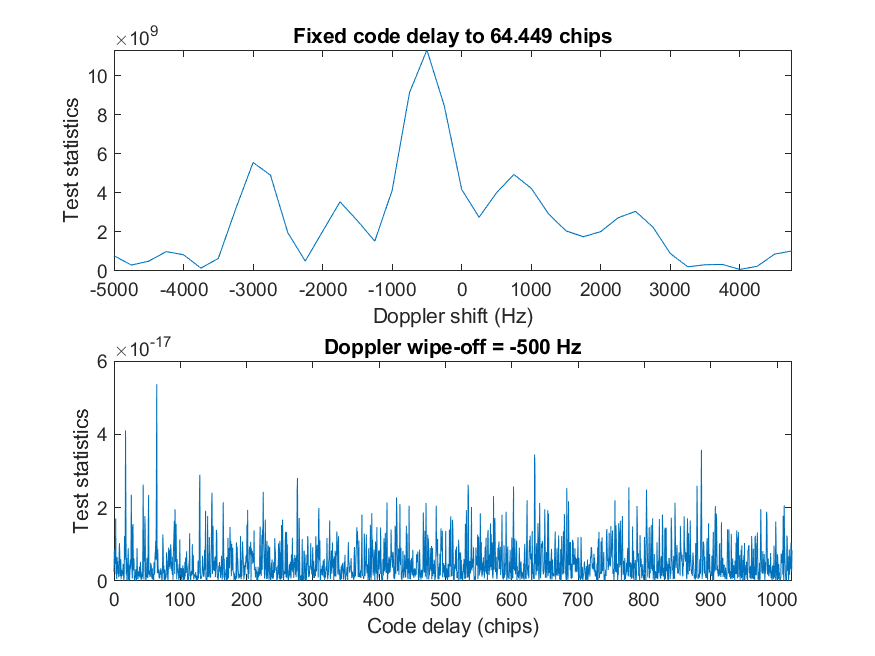 ×10^9
Fixed code delay to 64.449 chips
10
8
6
4
2
0
Test statistics
-5000 -4000 -3000 -2000 -1000 0 1000 2000 3000 4000
Doppler shift (Hz)
×10^-17
Doppler wipe-off = -500 Hz
6
4
2
0
Test statistics
0 100 200 300 400 500 600 700 800 900 1000
Code delay (chips)